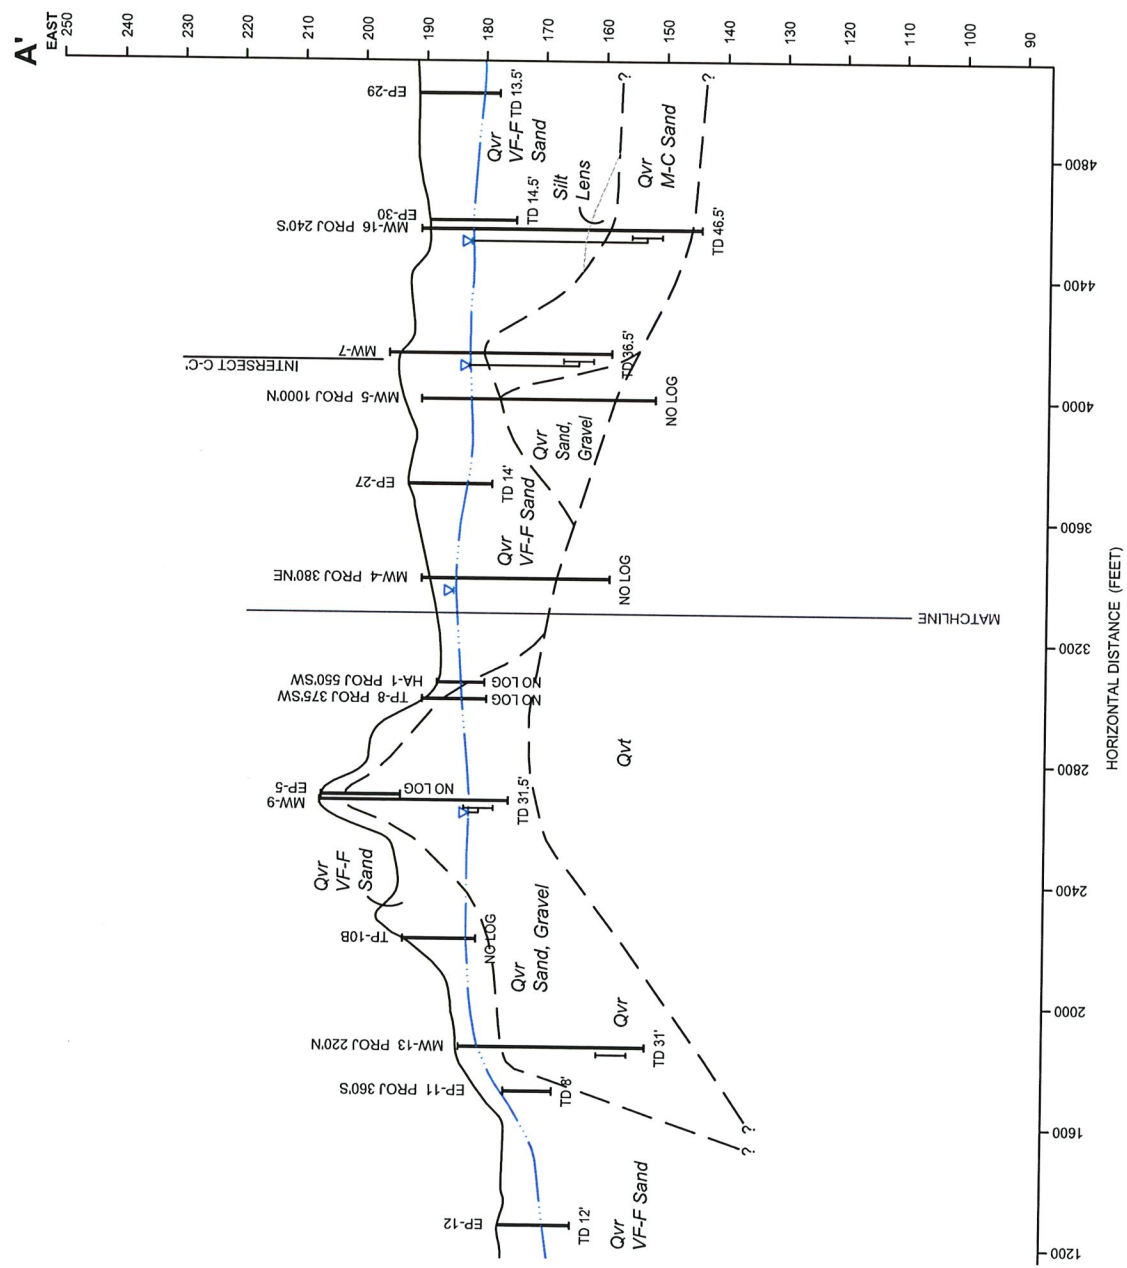 A'
EAST
250
240
230
220
210
200
190
180
170
160
150
140
130
120
110
100
90
EP-29
TD 13.5'
Qvr
VF-F
Sand
EP-30
TD 14.5'
MW-16 PROJ 240'S
TD 46.5'
Silt
Lens
Qvr
M-C Sand
?
?
4800
4400
MW-7
TD 36.5'
INTERSECT C-C'
MW-5 PROJ 1000'N
NO LOG
4000
Qvr
Sand,
Gravel
EP-27
TD 14'
Qvr
VF-F Sand
3600
MW-4 PROJ 380'NE
NO LOG
MATCHLINE
HORIZONTAL DISTANCE (FEET)
3200
HA-1 PROJ 550'SW
NO LOG
TP-8 PROJ 375'SW
NO LOG
Qvt
2800
EP-5
NO LOG
MW-9
TD 31.5'
Qvr
VF-F
Sand
2400
TP-10B
NO LOG
Qvr
Sand, Gravel
Qvr
2000
MW-13 PROJ 220'N
TD 31'
EP-11 PROJ 360'S
TD 8'
?
?
1600
EP-12
TD 12'
Qvr
VF-F Sand
1200